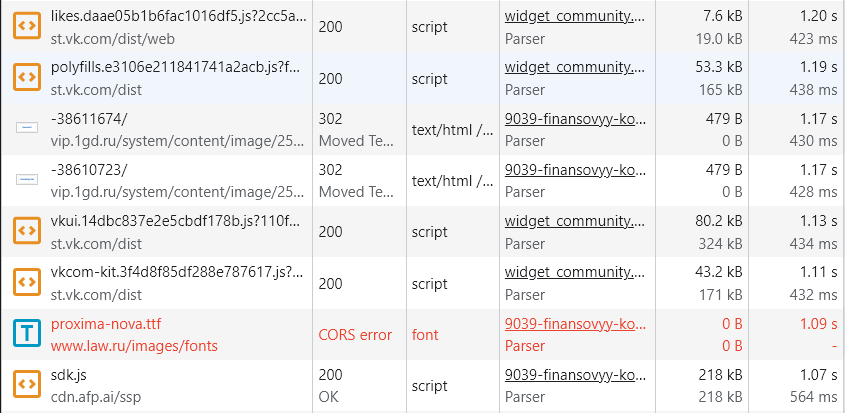 likes.daae05b1b6fac1016df5.js?2cc5a... 200 script widget_community.... 7.6 kB 1.20 s
st.vk.com/dist/web Parser 19.0 kB 423 ms
polyfills.e3106e211841741a2acb.js?f... 200 script widget_community.... 53.3 kB 1.19 s
st.vk.com/dist Parser 165 kB 438 ms
-38611674/ 302 text/html /... 9039-finansovyy-ko... 479 B 1.17 s
vip.1gd.ru/system/content/image/25... Moved Te... Parser 0 B 430 ms
-38610723/ 302 text/html /... 9039-finansovyy-ko... 479 B 1.17 s
vip.1gd.ru/system/content/image/25... Moved Te... Parser 0 B 428 ms
vkui.14dbc837e2e5cbdf178b.js?110f... 200 script widget_community.... 80.2 kB 1.13 s
st.vk.com/dist Parser 324 kB 434 ms
vkcom-kit.3f4d8f85df288e787617.js?... 200 script widget_community.... 43.2 kB 1.11 s
st.vk.com/dist Parser 171 kB 432 ms
proxima-nova.ttf CORS error font 9039-finansovyy-ko... 0 B 1.09 s
www.law.ru/images/fonts Parser 0 B -
sdk.js 200 script 9039-finansovyy-ko... 218 kB 1.07 s
cdn.afp.ai/ssp OK Parser 218 kB 564 ms